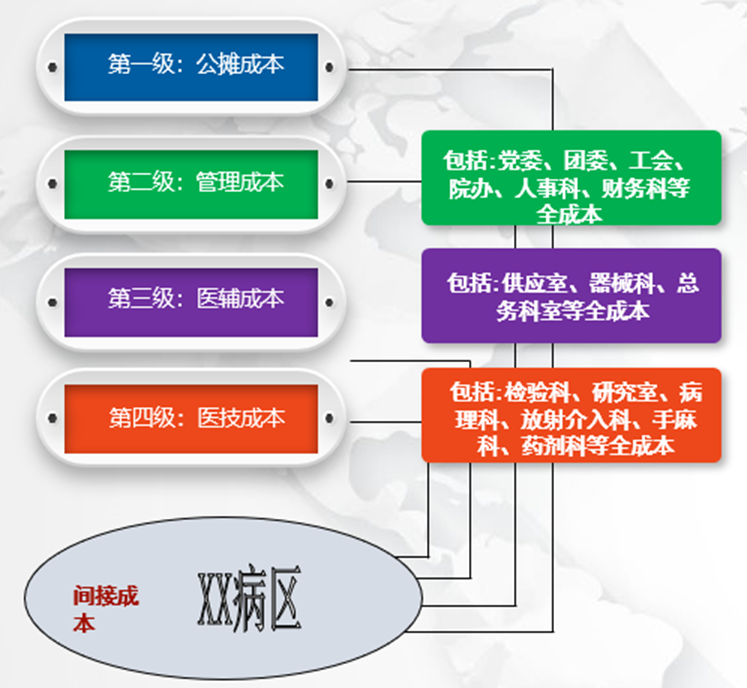 第一级：公摊成本
第二级：管理成本
包括:党委、团委、工会、
院办、人事科、财务科等
全成本
第三级：医辅成本
包括:供应室、器械科、总
务科室等全成本
第四级：医技成本
包括:检验科、研究室、病
理科、放射介入科、手麻
科、药剂科等全成本
间接成
本
XX病区